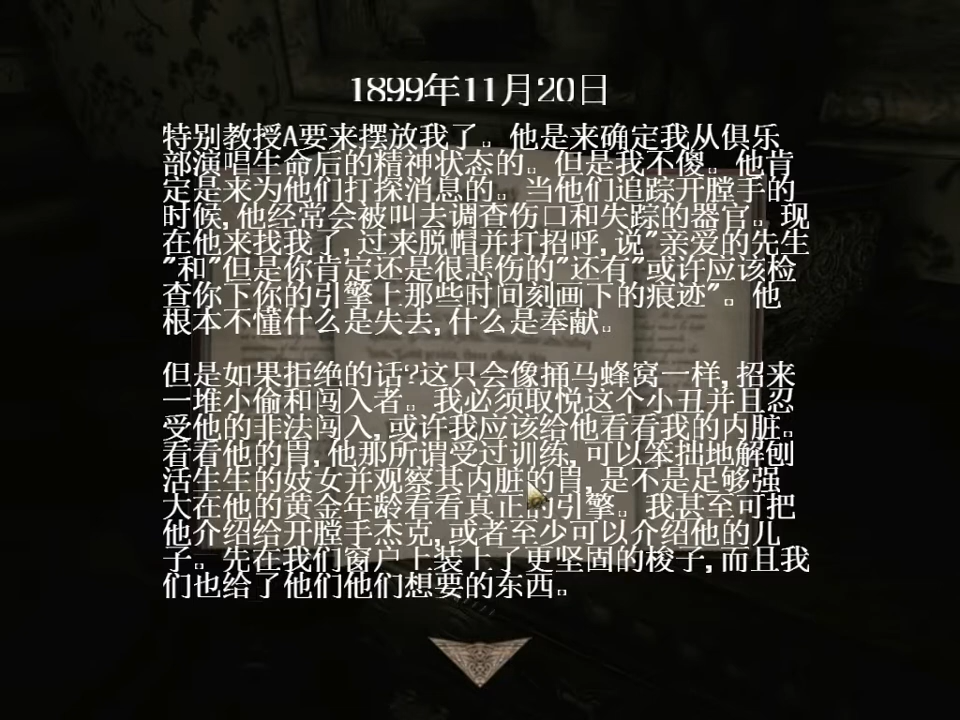 1899年11月20日
特别教授A要来摆放我了。他是来确定我从俱乐
部演唱生命后的精神状态的。但是我不傻。他肯
定是来为他们打探消息的。当他们追踪开膛手的
时候,他经常会被叫去调查伤口和失踪的器官。现
在他来找我了,过来脱帽并打招呼,说"亲爱的先生
"和"但是你肯定还是很悲伤的"还有"或许应该检
查你下你的引擎上那些时间刻画下的痕迹"。他
根本不懂什么是失去,什么是奉献。
但是如果拒绝的话?这只会像捅马蜂窝一样,招来
一堆小偷和闯入者。我必须取悦这个小丑并且忍
受他的非法闯入,或许我应该给他看看我的内脏。
看看他的胃,他那所谓受过训练,可以笨拙地解刨
活生生的妓女并观察其内脏的胃,是不是足够强
大在他的黄金年龄看看真正的引擎。我甚至可把
他介绍给开膛手杰克,或者至少可以介绍他的儿
子。先在我们窗户上装上了更坚固的梭子,而且我
们也给了他们他们想要的东西。